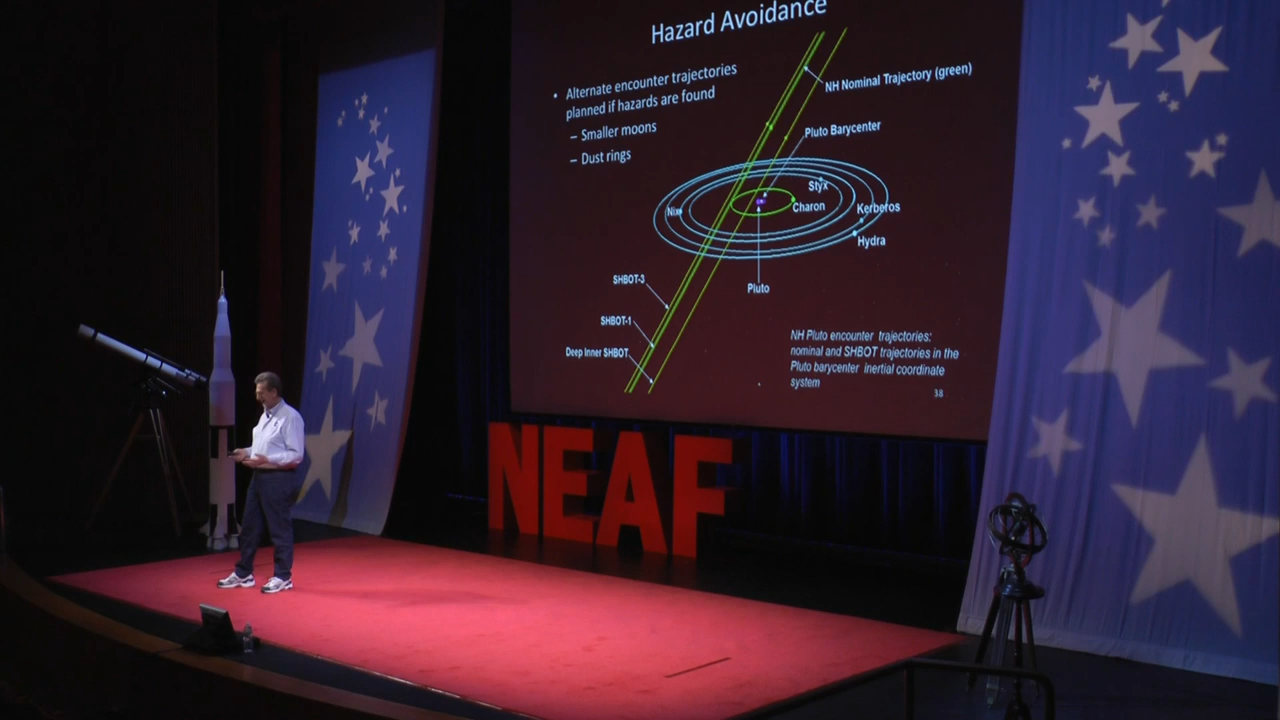 Hazard Avoidance
• Alternate encounter trajectories
planned if hazards are found
– Smaller moons
– Dust rings
NH Nominal Trajectory (green)
Pluto Barycenter
Styx
Nix
Charon
Kerberos
Hydra
SHBOT-3
Pluto
SHBOT-1
Deep Inner SHBOT
NH Pluto encounter trajectories:
nominal and SHBOT trajectories in the
Pluto barycenter inertial coordinate
system
38
NEAF